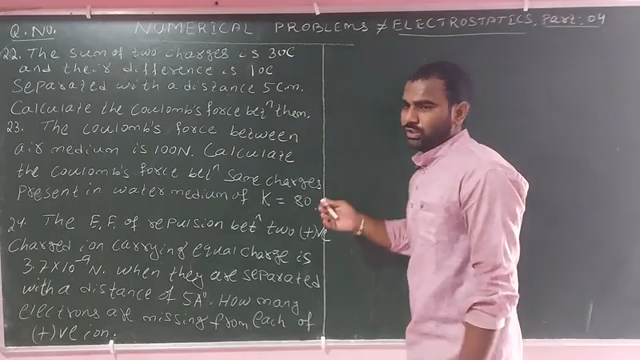 Q.NO. NUMERICAL PROBLEMS ≠ ELECTROSTATICS, Part: 04
22. The sum of two charges is 30C
and their difference is 10C
separated with a distance 5cm.
Calculate the Coulomb's force betⁿ them.
23. The Coulomb's force between
air medium is 100N. Calculate
the coulomb's force betⁿ same charges
present in water medium of K = 80
24. The E.F. of repulsion betⁿ two (+)ve
charged ion carrying equal charge is
3.7×10⁻⁹N. when they are separated
with a distance of 5A°. How many
electrons are missing from each of
(+)ve ion.